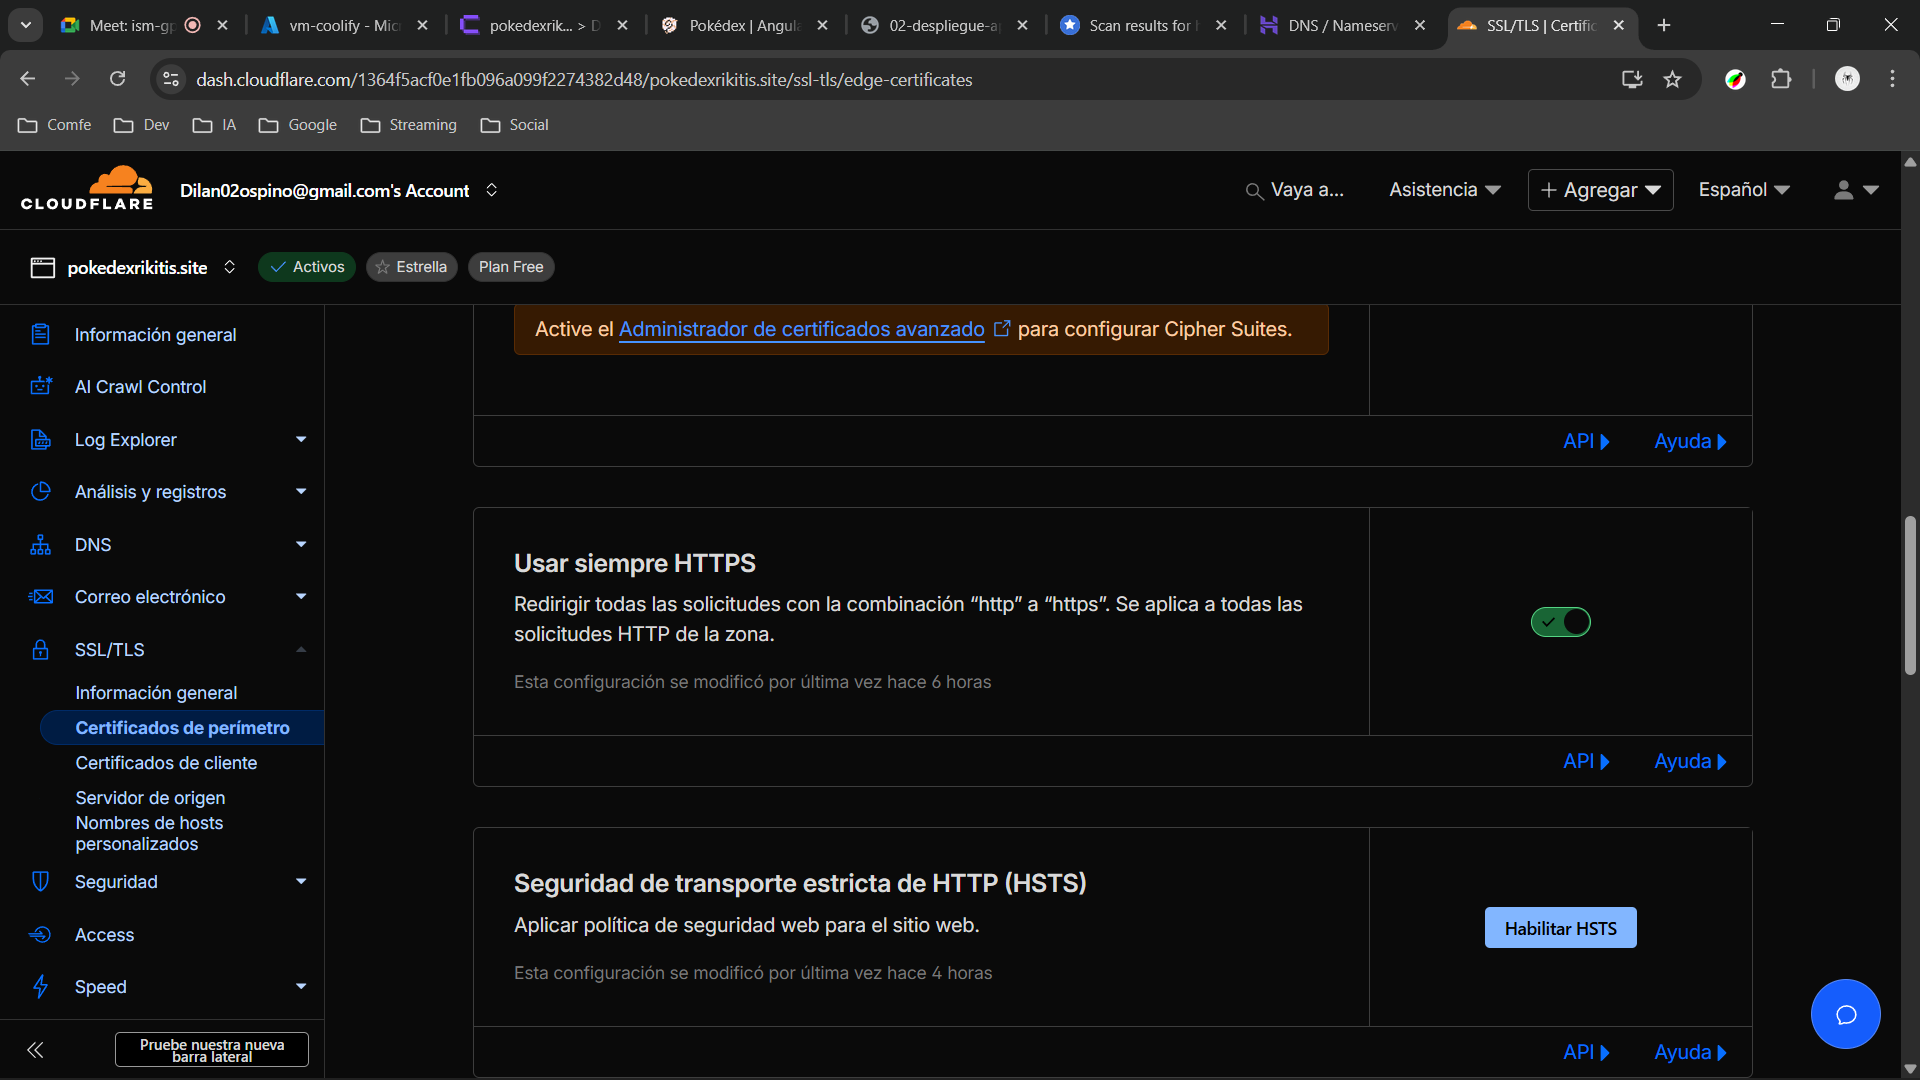 Meet: ism-gp
vm-coolify - Mic
pokedexrik... > D
Pokédex | Angula
02-despliegue-a
Scan results for
DNS / Nameserv
SSL/TLS | Certific
dash.cloudflare.com/1364f5acf0e1fb096a099f2274382d48/pokedexrikitis.site/ssl-tls/edge-certificates
Comfe
Dev
IA
Google
Streaming
Social
CLOUDFLARE
Dilan02ospino@gmail.com's Account
Vaya a...
Asistencia
Agregar
Español
pokedexrikitis.site
Activos
Estrella
Plan Free
Información general
AI Crawl Control
Log Explorer
Análisis y registros
DNS
Correo electrónico
SSL/TLS
Información general
Certificados de perímetro
Certificados de cliente
Servidor de origen
Nombres de hosts
personalizados
Seguridad
Access
Speed
Pruebe nuestra nueva
barra lateral
Active el Administrador de certificados avanzado para configurar Cipher Suites.
API
Ayuda
Usar siempre HTTPS
Redirigir todas las solicitudes con la combinación “http” a “https”. Se aplica a todas las
solicitudes HTTP de la zona.
Esta configuración se modificó por última vez hace 6 horas
API
Ayuda
Seguridad de transporte estricta de HTTP (HSTS)
Aplicar política de seguridad web para el sitio web.
Esta configuración se modificó por última vez hace 4 horas
Habilitar HSTS
API
Ayuda